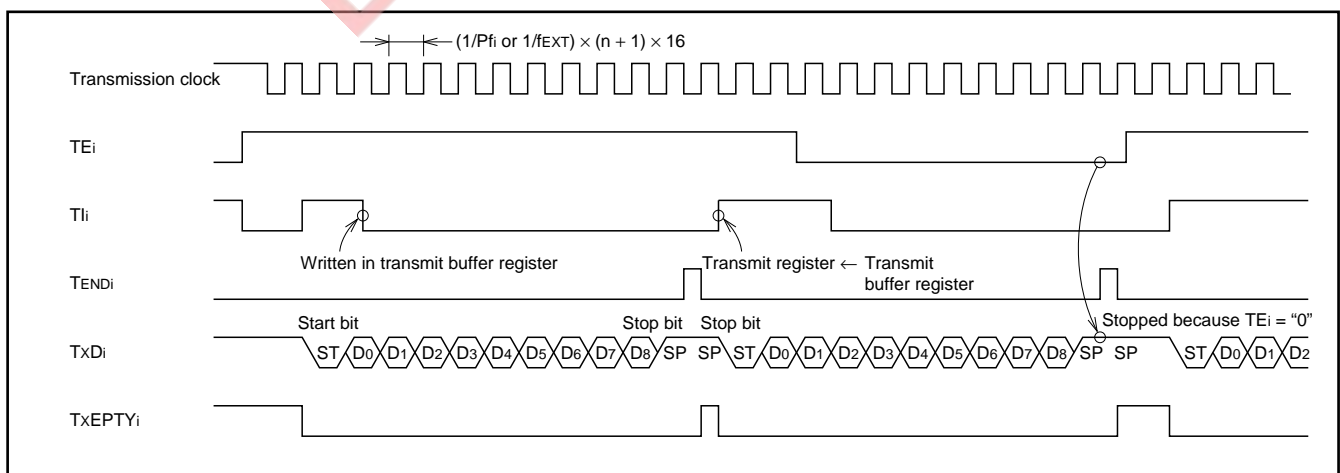 (1/Pfi or 1/fEXT) × (n + 1) × 16
Transmission clock
TEi
TIi
Written in transmit buffer register
Transmit register ← Transmit
buffer register
TENDi
Start bit
Stop bit
Stop bit
Stopped because TEi = “0”
TxDi
ST D0 D1 D2 D3 D4 D5 D6 D7 D8 SP SP ST D0 D1 D2 D3 D4 D5 D6 D7 D8 SP SP ST D0 D1 D2
TXEPTYi